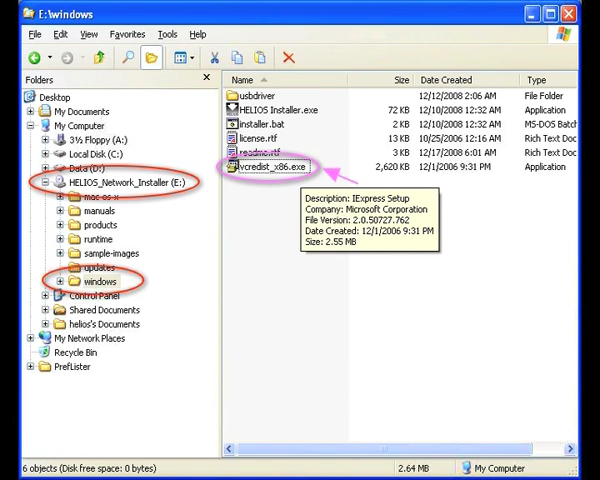 E:\windows
File Edit View Favorites Tools Help
Folders
Name Size Date Created Type
Desktop
My Documents
My Computer
3½ Floppy (A:)
Local Disk (C:)
Data (D:)
HELIOS_Network_Installer (E:)
mac-os-x
manuals
products
runtime
sample-images
updates
windows
Control Panel
Shared Documents
helios's Documents
My Network Places
Recycle Bin
PrefLister
usbdriver 12/12/2008 2:06 AM File Folder
HELIOS Installer.exe 72 KB 12/10/2008 12:32 AM Application
installer.bat 2 KB 12/10/2008 12:32 AM MS-DOS Batch
license.rtf 13 KB 10/25/2006 12:16 AM Rich Text Doc
readme.rtf 3 KB 12/17/2008 6:21 AM Rich Text Doc
vcredist_x86.exe 2,620 KB 12/1/2006 9:31 PM Application
Description: IExpress Setup
Company: Microsoft Corporation
File Version: 2.0.50727.762
Date Created: 12/1/2006 9:31 PM
Size: 2.55 MB
6 objects (Disk free space: 0 bytes) 2.64 MB My Computer